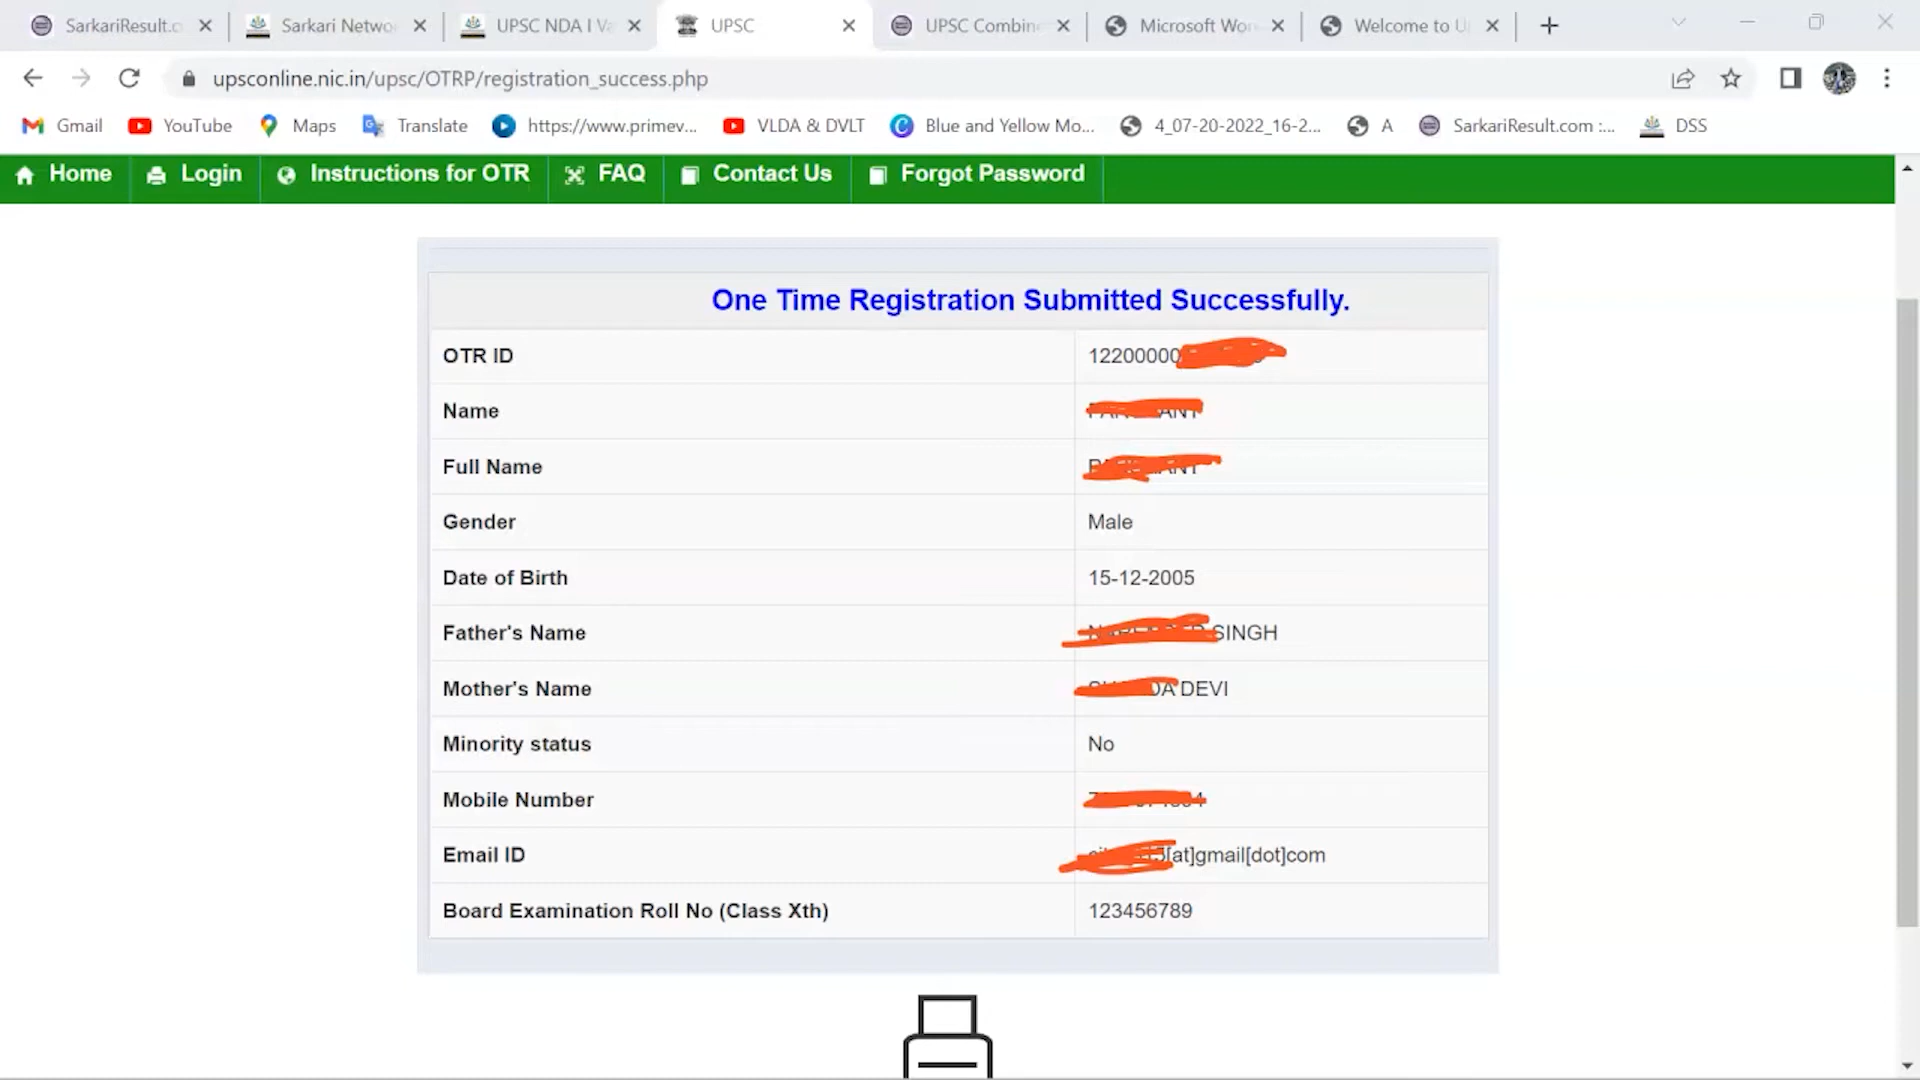 SarkariResult.c
Sarkari Netwo
UPSC NDA I Va
UPSC
UPSC Combin
Microsoft Wor
Welcome to U
upsconline.nic.in/upsc/OTRP/registration_success.php
Gmail
YouTube
Maps
Translate
https://www.primev...
VLDA & DVLT
Blue and Yellow Mo...
4_07-20-2022_16-2...
A
SarkariResult.com :...
DSS
Home
Login
Instructions for OTR
FAQ
Contact Us
Forgot Password
One Time Registration Submitted Successfully.
OTR ID 12200000
Name
Full Name
Gender Male
Date of Birth 15-12-2005
Father's Name SINGH
Mother's Name DEVI
Minority status No
Mobile Number
Email ID [at]gmail[dot]com
Board Examination Roll No (Class Xth) 123456789